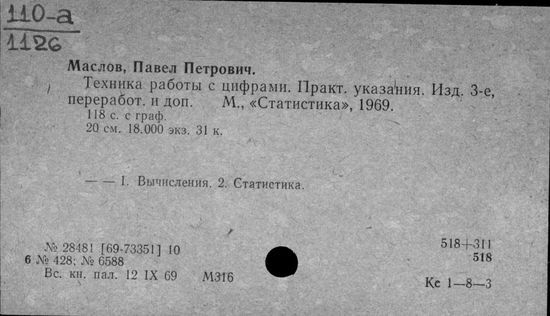 110-а
1126
Маслов, Павел Петрович.
Техника работы с цифрами. Практ. указания. Изд. 3-е,
переработ. и доп. М., «Статистика», 1969.
118 с. с граф.
20 см. 18.000 экз. 31 к.
— — 1. Вычисления. 2. Статистика.
№ 28481 [69-73351] 10
518+311
6 № 428; № 6588
518
Вс. кн. пал. 12 IX 69 М316
Ке 1—8—3